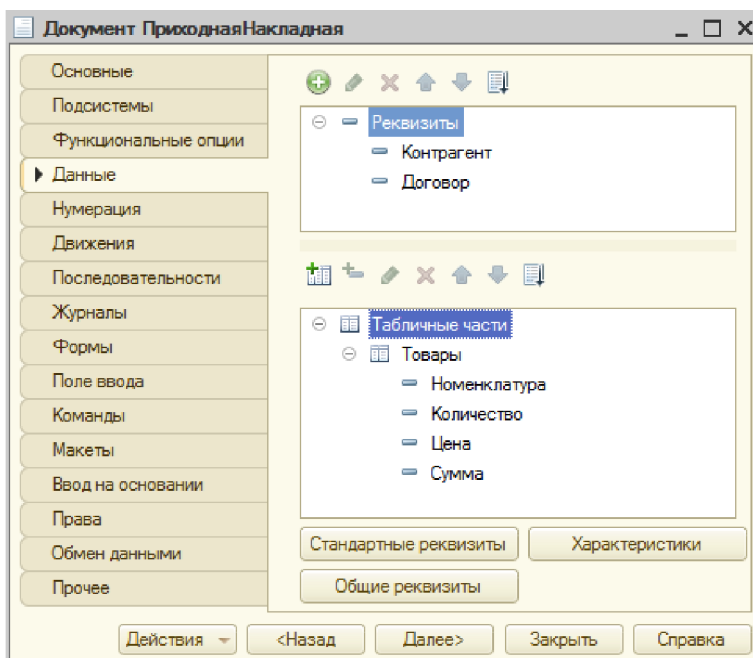 Документ ПриходнаяНакладная
Основные
Подсистемы
Функциональные опции
Данные
Нумерация
Движения
Последовательности
Журналы
Формы
Поле ввода
Команды
Макеты
Ввод на основании
Права
Обмен данными
Прочее
Реквизиты
Контрагент
Договор
Табличные части
Товары
Номенклатура
Количество
Цена
Сумма
Стандартные реквизиты
Характеристики
Общие реквизиты
Действия
<Назад
Далее>
Закрыть
Справка